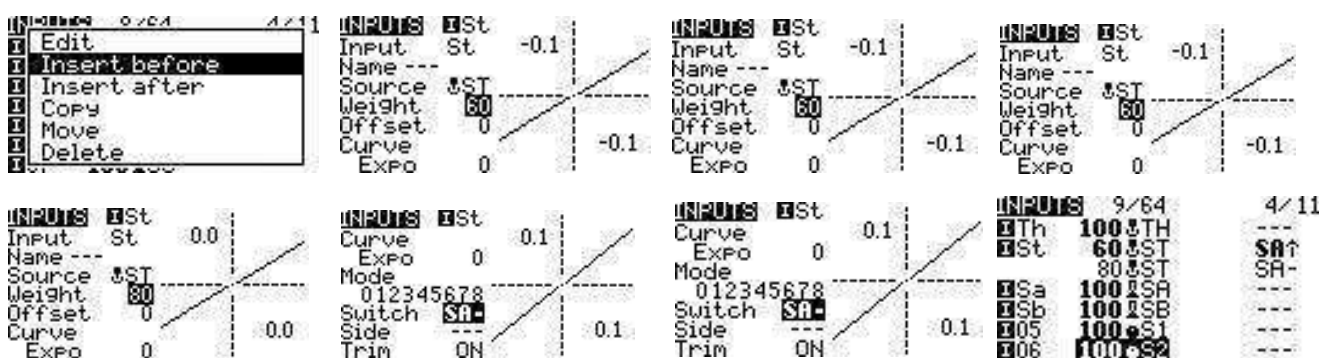 INPUTS 9/64 4/11
Edit
Insert before
Insert after
Copy
Move
Delete
INPUTS I St
Input St -0.1
Name ---
Source ST
Weight 60
Offset 0
Curve -0.1
Expo 0
INPUTS I St
Input St -0.1
Name ---
Source ST
Weight 60
Offset 0
Curve -0.1
Expo 0
INPUTS I St
Input St -0.1
Name ---
Source ST
Weight 60
Offset 0
Curve -0.1
Expo 0
INPUTS I St
Input St 0.0
Name ---
Source ST
Weight 80
Offset 0
Curve 0.0
Expo 0
INPUTS I St
Curve 0.1
Expo 0
Mode
012345678
Switch SA-
Side --- 0.1
Trim ON
INPUTS I St
Curve 0.1
Expo 0
Mode
012345678
Switch SA-
Side --- 0.1
Trim ON
INPUTS 9/64 4/11
I Th 100 TH ---
I St 60 ST SA↑
80 ST SA-
I Sa 100 SA ---
I Sb 100 SB ---
I 05 100 S1 ---
I 06 100 S2 ---